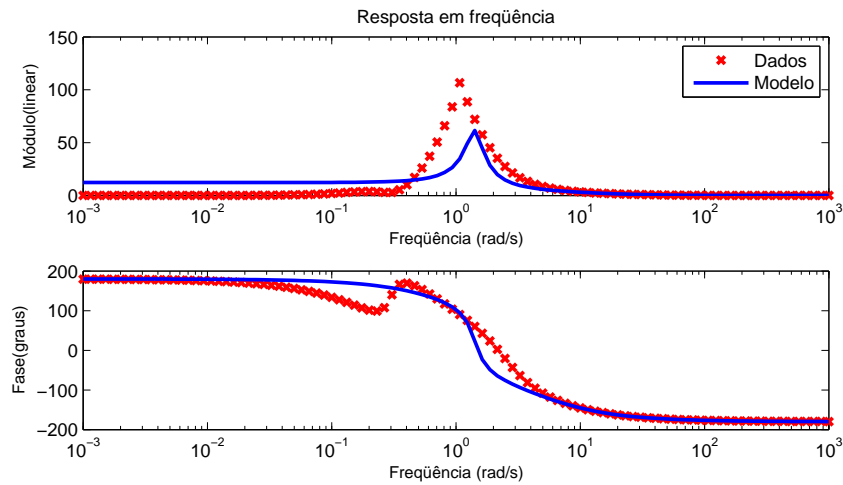 Resposta em freqüência
150
100
50
0
Módulo(linear)
Dados
Modelo
10^−3 10^−2 10^−1 10^0 10^1 10^2 10^3
Freqüência (rad/s)
200
100
0
−100
−200
Fase(graus)
10^−3 10^−2 10^−1 10^0 10^1 10^2 10^3
Freqüência (rad/s)